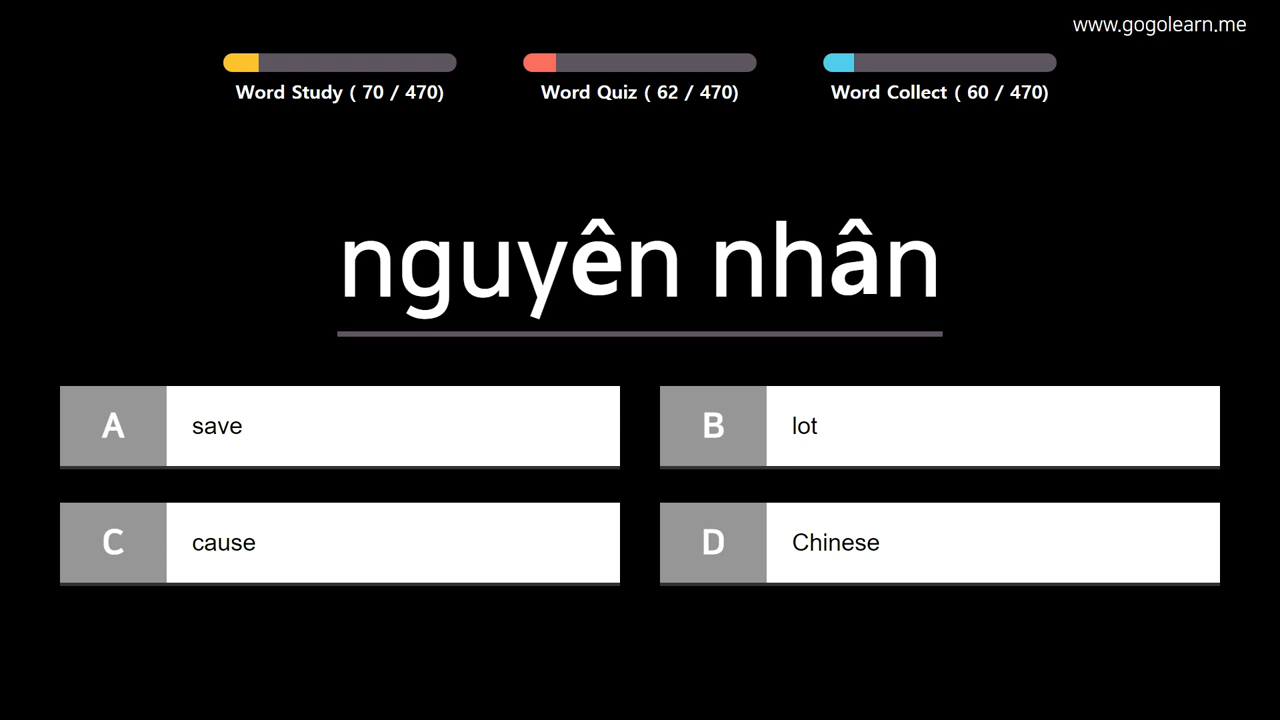 www.gogolearn.me
Word Study ( 70 / 470)
Word Quiz ( 62 / 470)
Word Collect ( 60 / 470)
nguyên nhân
A save
B lot
C cause
D Chinese